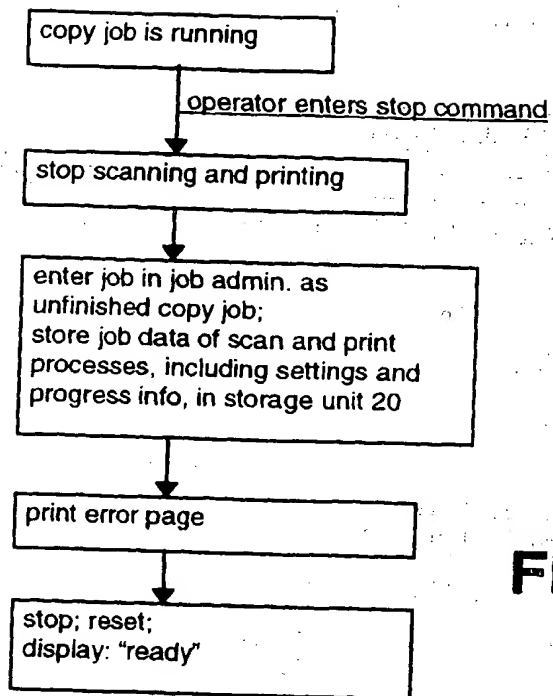 copy job is running
operator enters stop command
stop scanning and printing
enter job in job admin. as
unfinished copy job;
store job data of scan and print
processes, including settings and
progress info, in storage unit 20
print error page
stop; reset;
display: "ready"